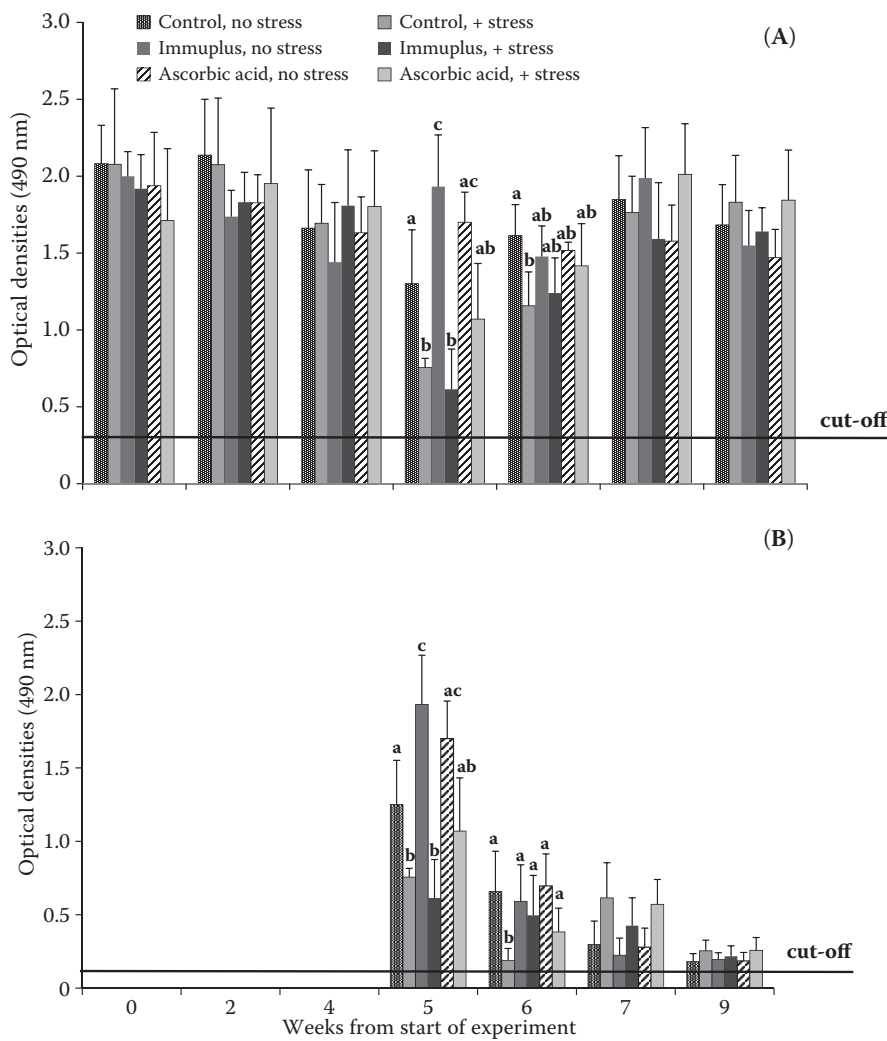 Control, no stress Control, + stress
Immuplus, no stress Immuplus, + stress
Ascorbic acid, no stress Ascorbic acid, + stress
(A)
Optical densities (490 nm)
3.0
2.5
2.0
1.5
1.0
0.5
0
a b c b ac ab
a b ab ab ab ab
cut-off
(B)
Optical densities (490 nm)
3.0
2.5
2.0
1.5
1.0
0.5
0
a b c b ac ab
a b a a a a
cut-off
0 2 4 5 6 7 9
Weeks from start of experiment